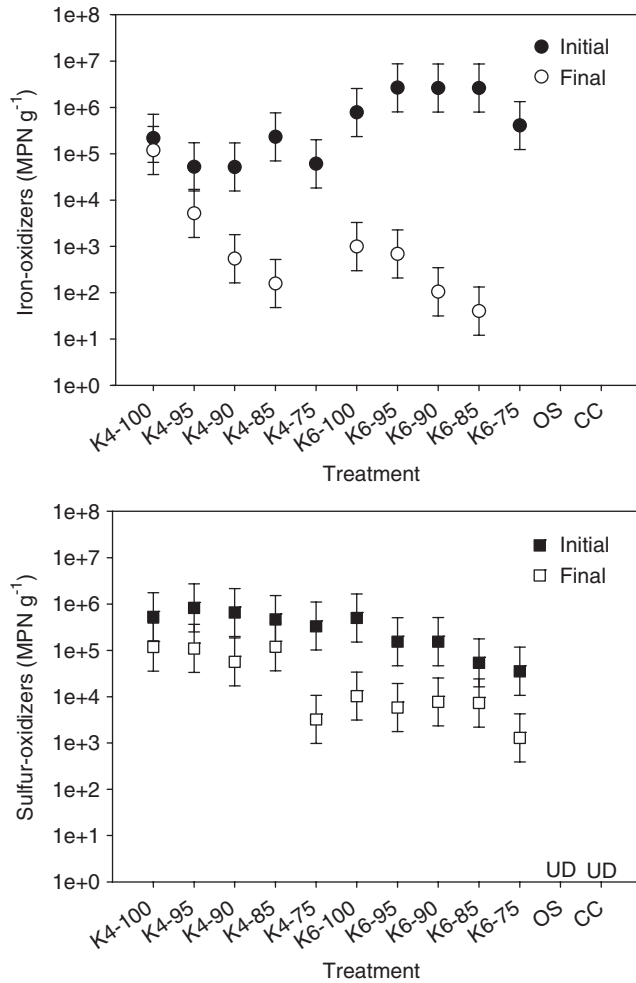 1e+8
1e+7
1e+6
1e+5
1e+4
1e+3
1e+2
1e+1
1e+0
Iron-oxidizers (MPN g⁻¹)
Initial
Final
K4-100
K4-95
K4-90
K4-85
K4-75
K6-100
K6-95
K6-90
K6-85
K6-75
OS
CC
Treatment
1e+8
1e+7
1e+6
1e+5
1e+4
1e+3
1e+2
1e+1
1e+0
Sulfur-oxidizers (MPN g⁻¹)
Initial
Final
UD UD
K4-100
K4-95
K4-90
K4-85
K4-75
K6-100
K6-95
K6-90
K6-85
K6-75
OS
CC
Treatment